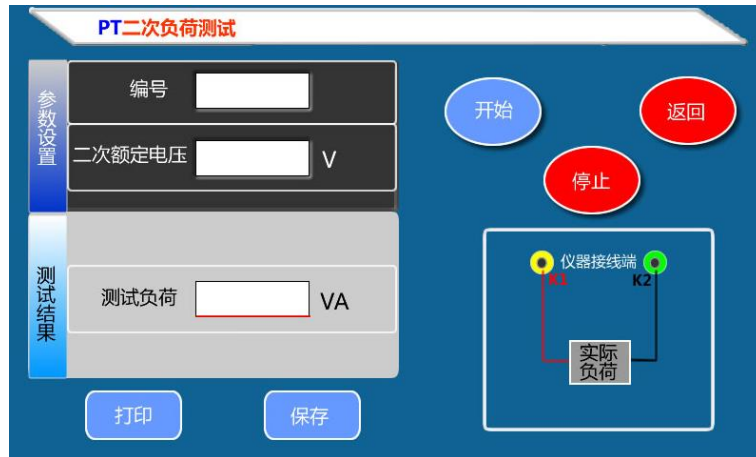 PT二次负荷测试
参数设置
编号
二次额定电压 V
开始
返回
停止
测试结果
测试负荷 VA
仪器接线端
K1 K2
实际
负荷
打印
保存